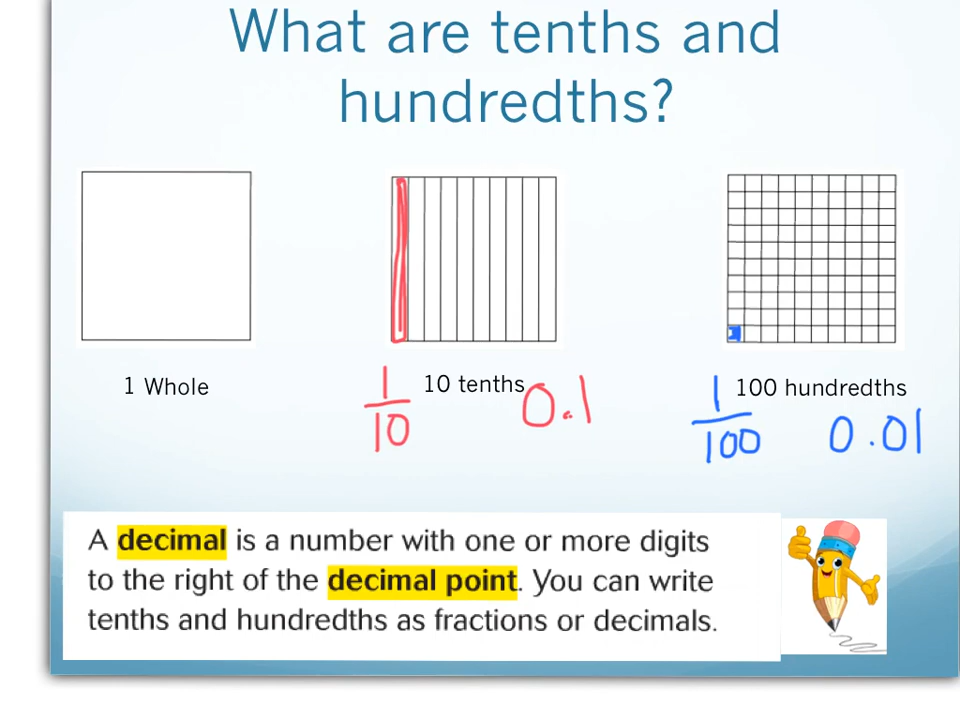 What are tenths and
hundredths?
1 Whole
10 tenths
100 hundredths
1/10
0.1
1/100
0.01
A decimal is a number with one or more digits
to the right of the decimal point. You can write
tenths and hundredths as fractions or decimals.